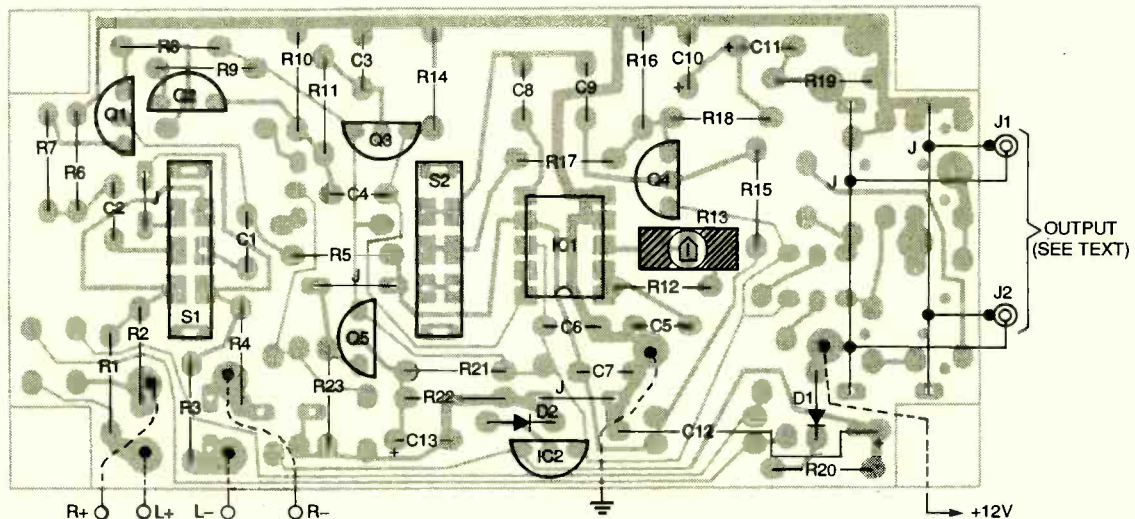 R8
R9
R10
R11
C3
R14
C8
C9
R16
C10
+
+
C11
R19
Q1
Q2
Q3
R18
J1
R7
R6
R17
Q4
J
J
C2
J
C4
S2
R15
C1
R13
R5
IC1
OUTPUT
(SEE TEXT)
J
R12
S1
J2
R2
R4
Q5
C6
C5
R1
R3
R23
R21
C7
R22
J
D1
D2
C13
+
C12
+
IC2
R20
R+
L+
L-
R-
+12V